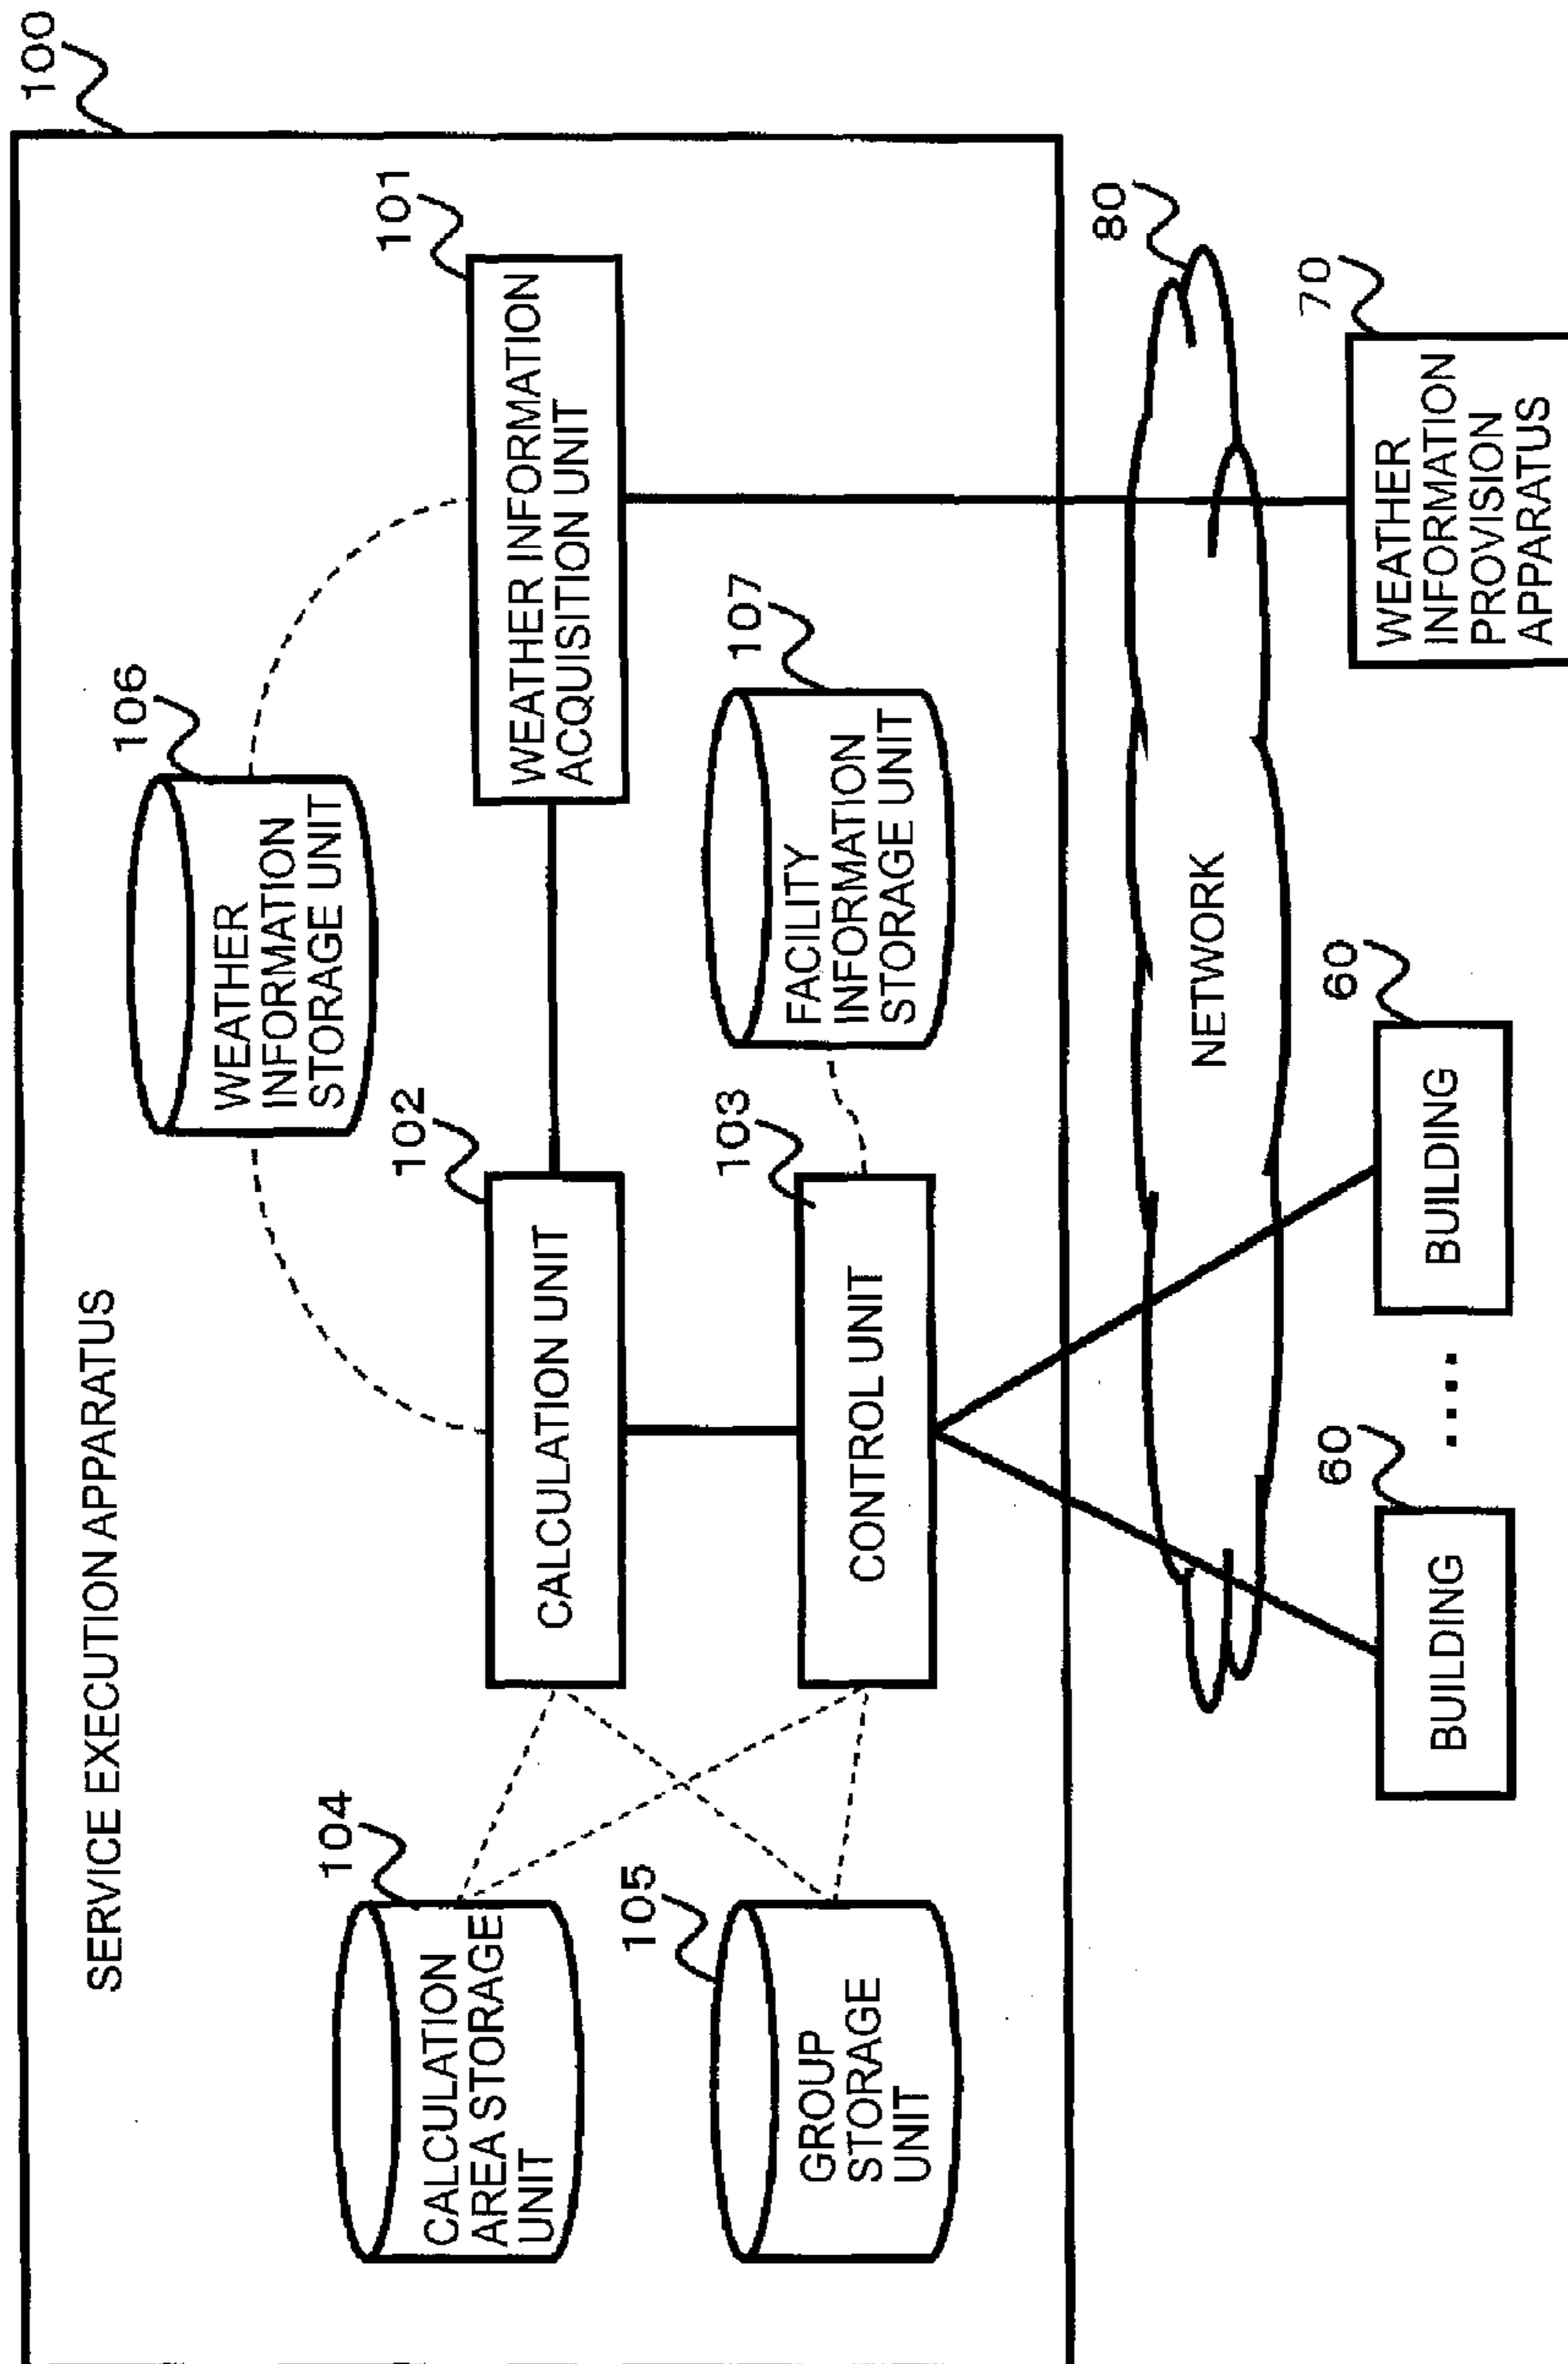 100
SERVICE EXECUTION APPARATUS
106
WEATHER
INFORMATION
STORAGE UNIT
104
CALCULATION
AREA STORAGE
UNIT
102
CALCULATION UNIT
101
WEATHER INFORMATION
ACQUISITION UNIT
105
GROUP
STORAGE
UNIT
103
CONTROL UNIT
107
FACILITY
INFORMATION
STORAGE UNIT
80
NETWORK
60
BUILDING
....
60
BUILDING
70
WEATHER
INFORMATION
PROVISION
APPARATUS